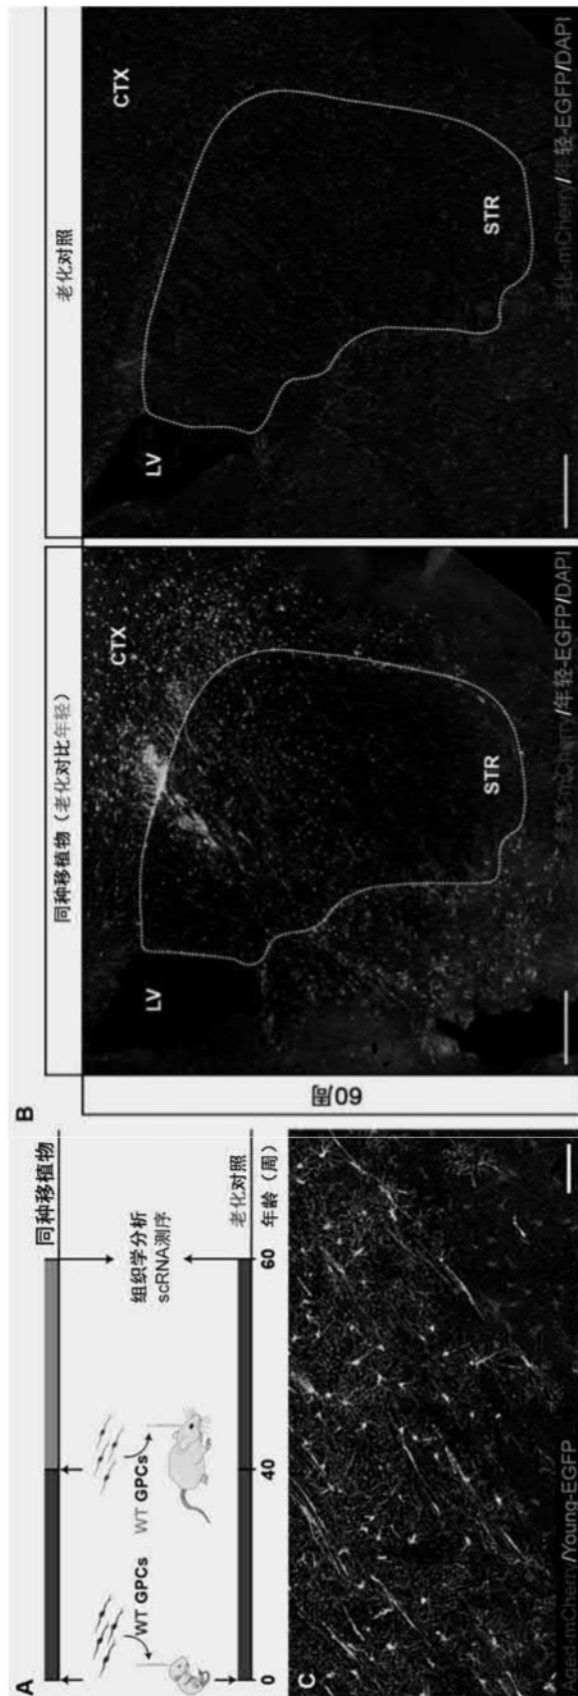 A
同种移植物
WT GPCs
WT GPCs
组织学分析
scRNA测序
老化对照
0
40
60
年龄（周）
B
同种移植物（老化对比年轻）
老化对照
60周
LV
CTX
STR
-mCherry/年轻-EGFP/DAPI
LV
CTX
STR
老化-mCherry/年轻-EGFP/DAPI
C
Aged-mCherry/Young-EGFP